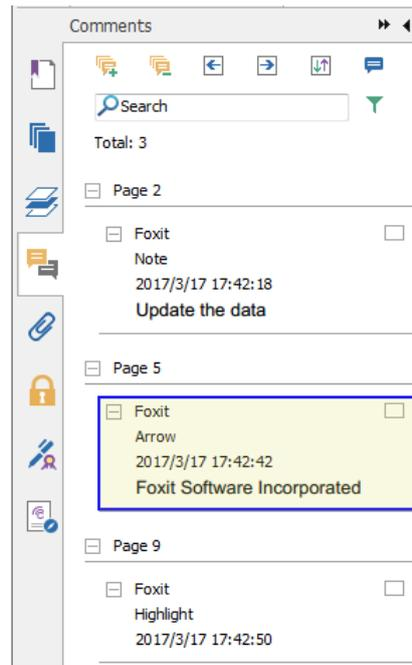 Comments
Search
Total: 3
Page 2
Foxit
Note
2017/3/17 17:42:18
Update the data
Page 5
Foxit
Arrow
2017/3/17 17:42:42
Foxit Software Incorporated
Page 9
Foxit
Highlight
2017/3/17 17:42:50